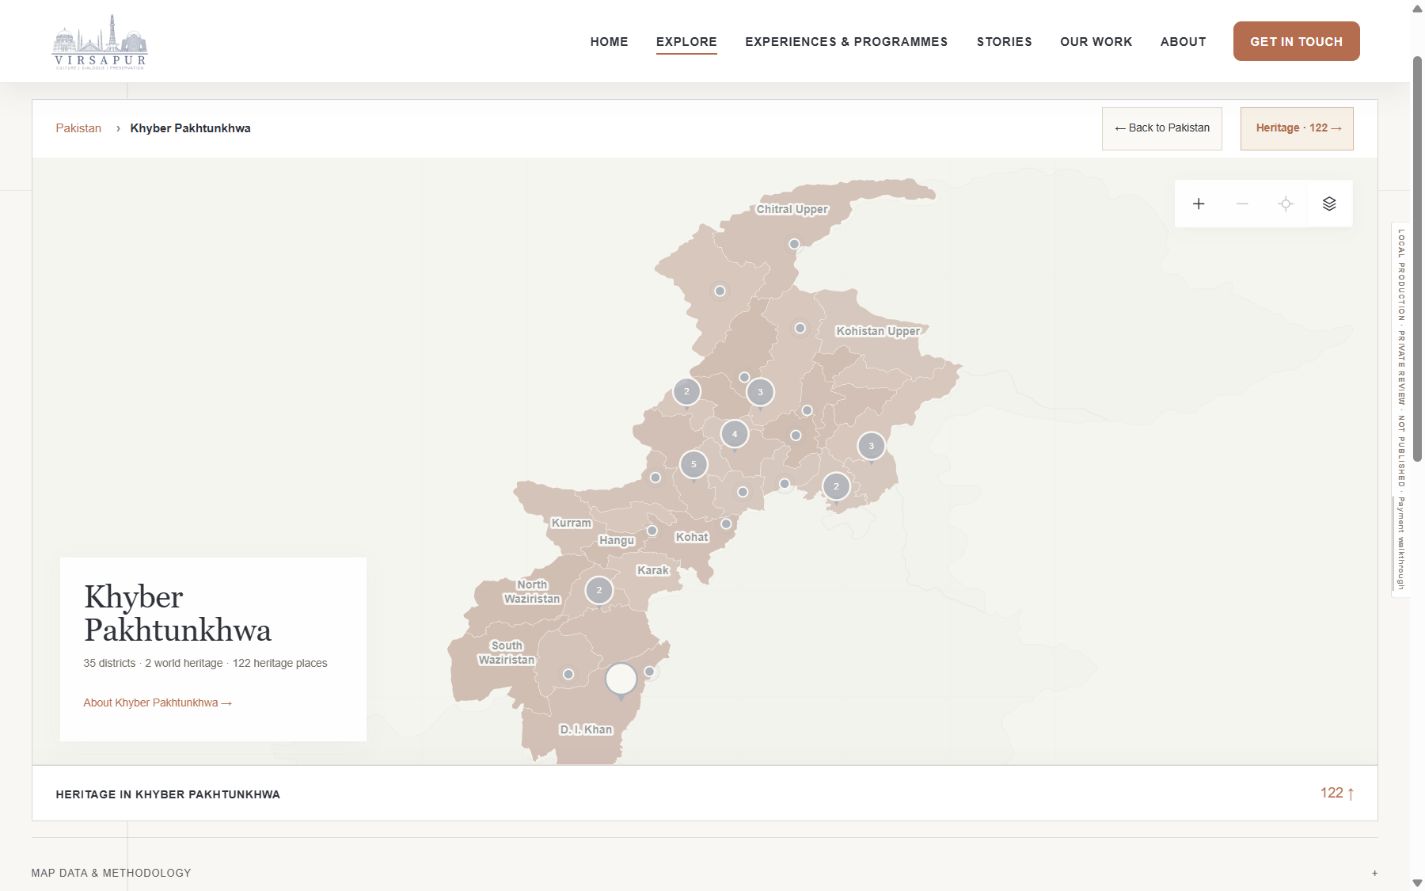 VIRSAPUR
CULTURE | DIALOGUE | PRESERVATION
HOME
EXPLORE
EXPERIENCES & PROGRAMMES
STORIES
OUR WORK
ABOUT
GET IN TOUCH
Pakistan › Khyber Pakhtunkhwa
← Back to Pakistan
Heritage · 122 →
Chitral Upper
Kohistan Upper
2
3
4
3
5
2
Kurram
Hangu
Kohat
Karak
North
Waziristan
2
South
Waziristan
D. I. Khan
Khyber
Pakhtunkhwa
35 districts · 2 world heritage · 122 heritage places
About Khyber Pakhtunkhwa →
HERITAGE IN KHYBER PAKHTUNKHWA
122 ↑
MAP DATA & METHODOLOGY
+
LOCAL PRODUCTION · PRIVATE REVIEW · NOT PUBLISHED · Payment walkthrough